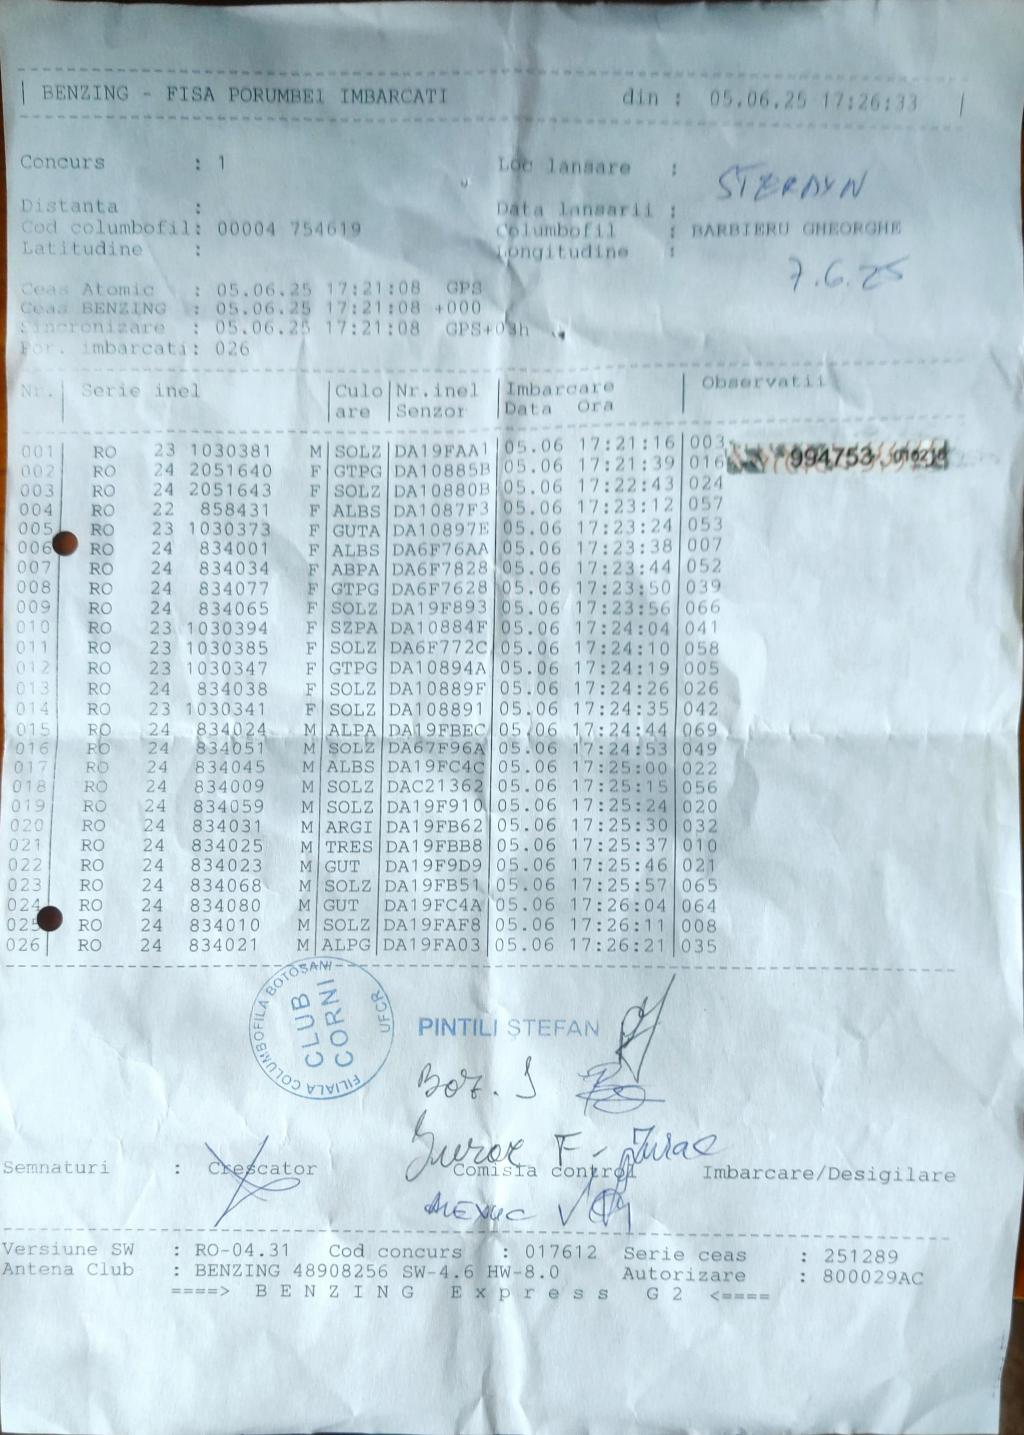 BENZING - FISA PORUMBEI IMBARCATI din : 05.06.25 17:26:33
Concurs : 1 Loc lansare : STERDYN
Distanta : Data lansarii :
Cod columbofil: 00004 754619 Columbofil : BARBIERU GHEORGHE
Latitudine : Longitudine :
7.6.25
Ceas Atomic : 05.06.25 17:21:08 GPS
Ceas BENZING : 05.06.25 17:21:08 +000
Sincronizare : 05.06.25 17:21:08 GPS+03h
Por. imbarcati: 026
Nr. Serie inel Culo Nr.inel Imbarcare Observatii
are Senzor Data Ora
001 RO 23 1030381 M SOLZ DA19FAA1 05.06 17:21:16 003 994753
002 RO 24 2051640 F GTPG DA10885B 05.06 17:21:39 016
003 RO 24 2051643 F SOLZ DA10880B 05.06 17:22:43 024
004 RO 22 858431 F ALBS DA1087F3 05.06 17:23:12 057
005 RO 23 1030373 F GUTA DA10897E 05.06 17:23:24 053
006 RO 24 834001 F ALBS DA6F76AA 05.06 17:23:38 007
007 RO 24 834034 F ABPA DA6F7828 05.06 17:23:44 052
008 RO 24 834077 F GTPG DA6F7628 05.06 17:23:50 039
009 RO 24 834065 F SOLZ DA19F893 05.06 17:23:56 066
010 RO 23 1030394 F SZPA DA10884F 05.06 17:24:04 041
011 RO 23 1030385 F SOLZ DA6F772C 05.06 17:24:10 058
012 RO 23 1030347 F GTPG DA10894A 05.06 17:24:19 005
013 RO 24 834038 F SOLZ DA10889F 05.06 17:24:26 026
014 RO 23 1030341 F SOLZ DA108891 05.06 17:24:35 042
015 RO 24 834024 M ALPA DA19FBEC 05.06 17:24:44 069
016 RO 24 834051 M SOLZ DA67F96A 05.06 17:24:53 049
017 RO 24 834045 M ALBS DA19FC4C 05.06 17:25:00 022
018 RO 24 834009 M SOLZ DAC21362 05.06 17:25:15 056
019 RO 24 834059 M SOLZ DA19F910 05.06 17:25:24 020
020 RO 24 834031 M ARGI DA19FB62 05.06 17:25:30 032
021 RO 24 834025 M TRES DA19FBB8 05.06 17:25:37 010
022 RO 24 834023 M GUT DA19F9D9 05.06 17:25:46 021
023 RO 24 834068 M SOLZ DA19FB51 05.06 17:25:57 065
024 RO 24 834080 M GUT DA19FC4A 05.06 17:26:04 064
025 RO 24 834010 M SOLZ DA19FAF8 05.06 17:26:11 008
026 RO 24 834021 M ALPG DA19FA03 05.06 17:26:21 035
FILIALA COLUMBOFILA BOTOȘANI UFCR
CLUB
CORNI
PINTILI ȘTEFAN
Boz. I
Semnaturi : Crescator Comisia control Imbarcare/Desigilare
Versiune SW : RO-04.31 Cod concurs : 017612 Serie ceas : 251289
Antena Club : BENZING 48908256 SW-4.6 HW-8.0 Autorizare : 800029AC
====> B E N Z I N G E x p r e s s G 2 <====